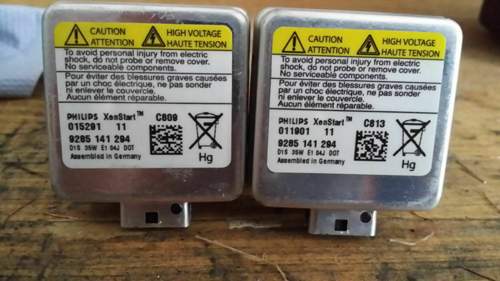 CAUTION
ATTENTION
HIGH VOLTAGE
HAUTE TENSION
To avoid personal injury from electric
shock, do not probe or remove cover.
No serviceable components.
Pour éviter des blessures graves causées
par un choc électrique, ne pas sonder
ni enlever le couvercle.
Aucun élément réparable.
PHILIPS XenStart™ C809
015291 11
9285 141 294
D1S 35W E1 04J DOT
Assembled in Germany
Hg
CAUTION
ATTENTION
HIGH VOLTAGE
HAUTE TENSION
To avoid personal injury from electric
shock, do not probe or remove cover.
No serviceable components.
Pour éviter des blessures graves causées
par un choc électrique, ne pas sonder
ni enlever le couvercle.
Aucun élément réparable.
PHILIPS XenStart™ C813
011901 11
9285 141 294
D1S 35W E1 04J DOT
Assembled in Germany
Hg